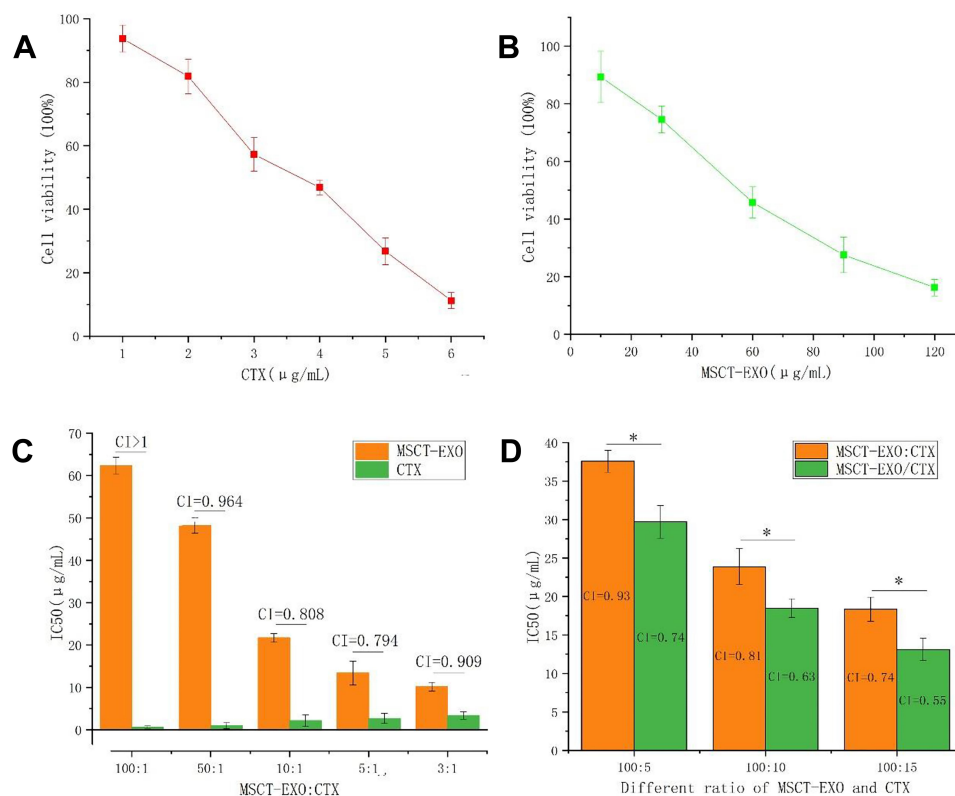 A
Cell viability (100%)
100
80
60
40
20
0
1 2 3 4 5 6
CTX(μg/mL)
B
Cell viability (100%)
100
80
60
40
20
0
0 20 40 60 80 100 120
MSCT-EXO(μg/mL)
C
IC50(μg/mL)
70
60
50
40
30
20
10
0
MSCT-EXO
CTX
CI>1
CI=0.964
CI=0.808
CI=0.794
CI=0.909
100:1 50:1 10:1 5:1 3:1
MSCT-EXO:CTX
D
IC50(μg/mL)
40
35
30
25
20
15
10
5
0
MSCT-EXO:CTX
MSCT-EXO/CTX
* * *
CI=0.93
CI=0.74
CI=0.81
CI=0.63
CI=0.74
CI=0.55
100:5 100:10 100:15
Different ratio of MSCT-EXO and CTX